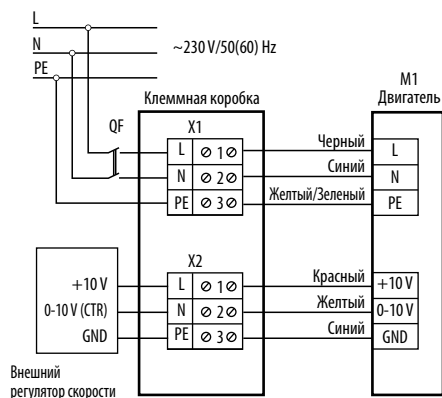 L
N
~230 V/50(60) Hz
PE
M1
Двигатель
Клеммная коробка
QF
X1
L 1
Черный
L
N 2
Синий
N
PE 3
Желтый/Зеленый
PE
X2
+10 V
L 1
Красный
+10 V
0-10 V (CTR)
N 2
Желтый
0-10 V
GND
PE 3
Синий
GND
Внешний
регулятор скорости